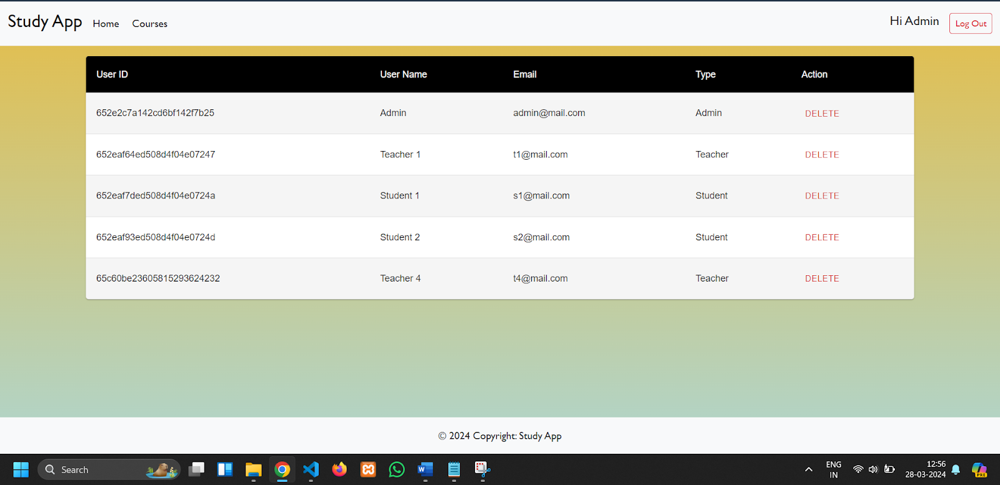 Study App Home Courses Hi Admin Log Out
User ID User Name Email Type Action
652e2c7a142cd6bf142f7b25 Admin admin@mail.com Admin DELETE
652eaf64ed508d4f04e07247 Teacher 1 t1@mail.com Teacher DELETE
652eaf7ded508d4f04e0724a Student 1 s1@mail.com Student DELETE
652eaf93ed508d4f04e0724d Student 2 s2@mail.com Student DELETE
65c60be23605815293624232 Teacher 4 t4@mail.com Teacher DELETE
© 2024 Copyright: Study App
Search W PRE
ENG 12:56
IN 28-03-2024